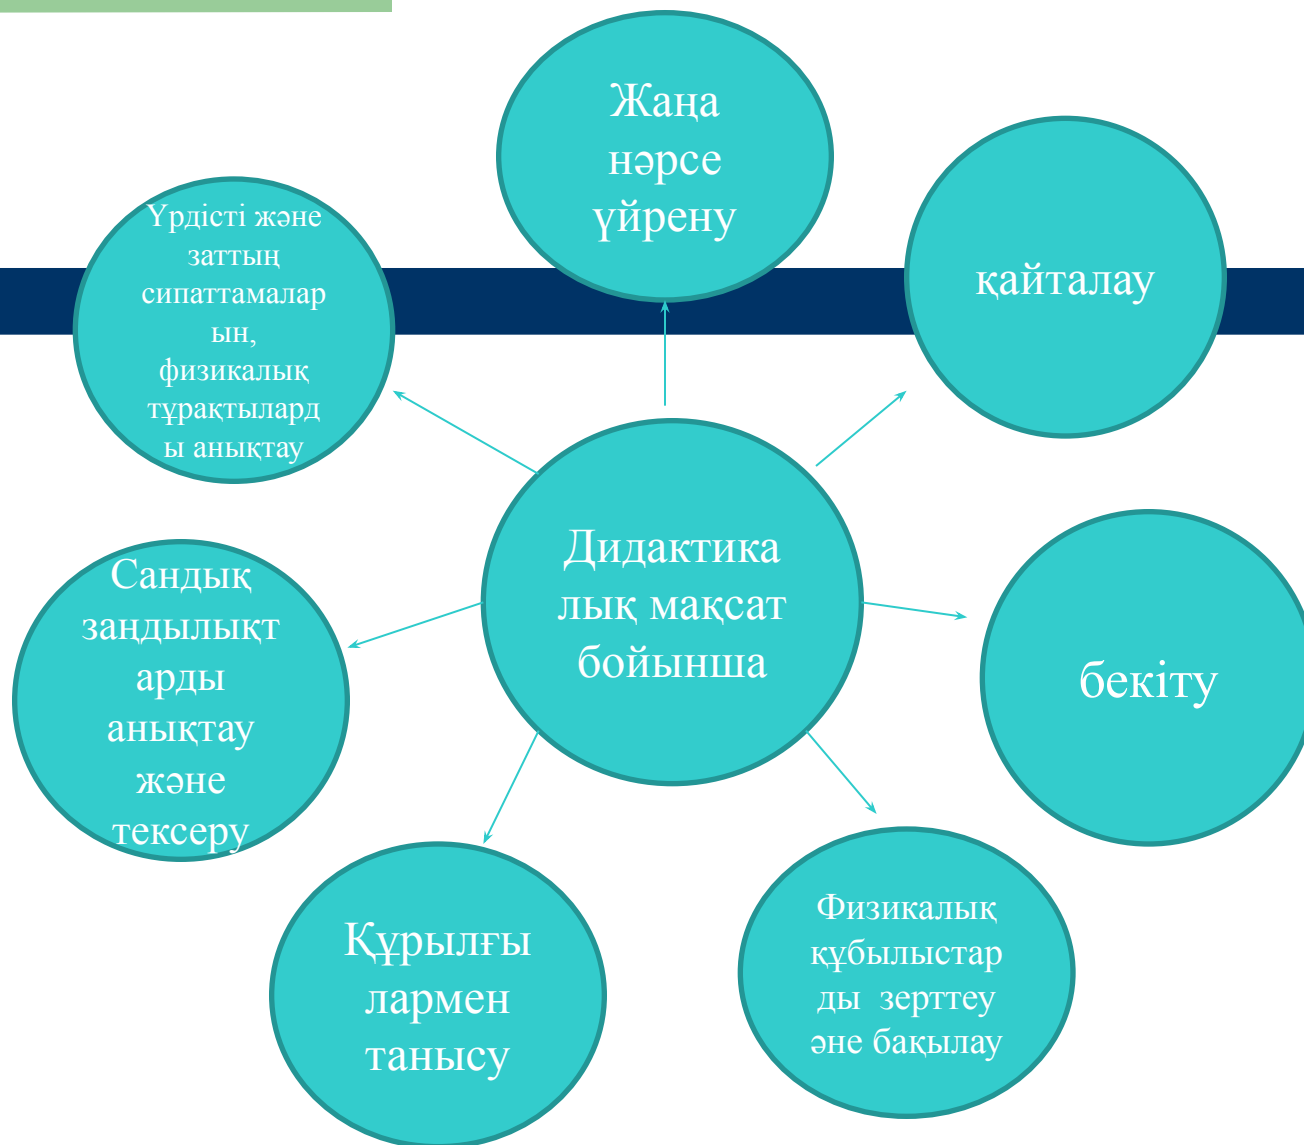 Жаңа
нәрсе
үйрену
қайталау
Үрдісті және
заттың
сипаттамалар
ын,
физикалық
тұрақтылард
ы анықтау
Дидактика
лық мақсат
бойынша
Сандық
заңдылықт
арды
анықтау
және
тексеру
бекіту
Құрылғы
лармен
танысу
Физикалық
құбылыстар
ды  зерттеу
әне бақылау